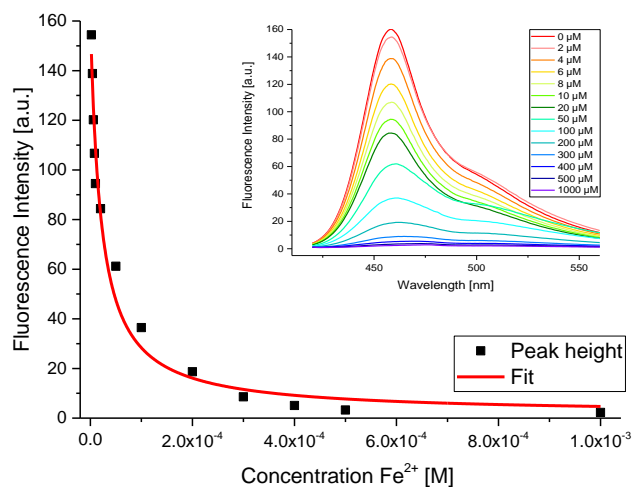 160
140
120
100
80
60
40
20
0
Fluorescence Intensity [a.u.]
0.0
2.0x10⁻⁴
4.0x10⁻⁴
6.0x10⁻⁴
8.0x10⁻⁴
1.0x10⁻³
Concentration Fe²⁺ [M]
Peak height
Fit
160
140
120
100
80
60
40
20
0
Fluorescence Intensity [a.u.]
450
500
550
Wavelength [nm]
0 µM
2 µM
4 µM
6 µM
8 µM
10 µM
20 µM
50 µM
100 µM
200 µM
300 µM
400 µM
500 µM
1000 µM